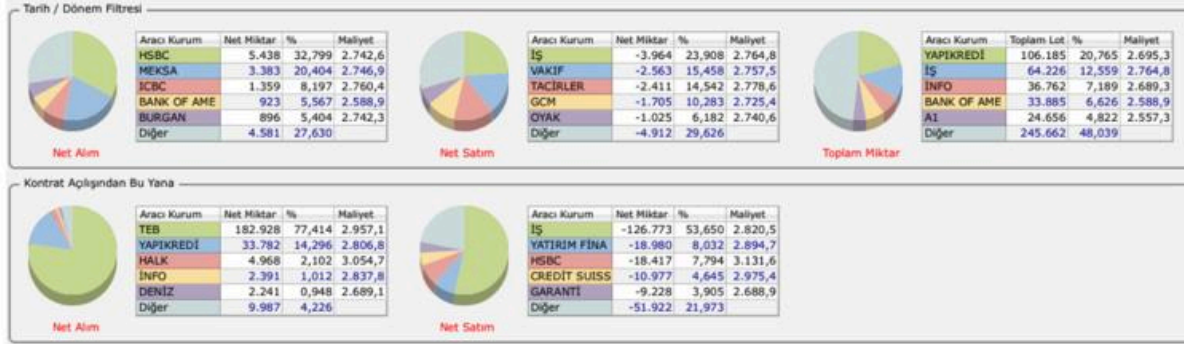 Tarih / Dönem Filtresi
Aracı Kurum Net Miktar % Maliyet
HSBC 5.438 32,799 2.742,6
MEKSA 3.383 20,404 2.746,9
ICBC 1.359 8,197 2.760,4
BANK OF AME 923 5,567 2.588,9
BURGAN 896 5,404 2.742,3
Diğer 4.581 27,630
Net Alım
Aracı Kurum Net Miktar % Maliyet
İŞ -3.964 23,908 2.764,8
VAKIF -2.563 15,458 2.757,5
TACİRLER -2.411 14,542 2.778,6
GCM -1.705 10,283 2.725,4
OYAK -1.025 6,182 2.740,6
Diğer -4.912 29,626
Net Satım
Aracı Kurum Toplam Lot % Maliyet
YAPIKREDİ 106.185 20,765 2.695,3
İŞ 64.226 12,559 2.764,8
İNFO 36.762 7,189 2.689,3
BANK OF AME 33.885 6,626 2.588,9
A1 24.656 4,822 2.557,3
Diğer 245.662 48,039
Toplam Miktar
Kontrat Açılışından Bu Yana
Aracı Kurum Net Miktar % Maliyet
TEB 182.928 77,414 2.957,1
YAPIKREDİ 33.782 14,296 2.806,8
HALK 4.968 2,102 3.054,7
İNFO 2.391 1,012 2.837,8
DENİZ 2.241 0,948 2.689,1
Diğer 9.987 4,226
Net Alım
Aracı Kurum Net Miktar % Maliyet
İŞ -126.773 53,650 2.820,5
YATIRIM FİNA -18.980 8,032 2.894,7
HSBC -18.417 7,794 3.131,6
CREDİT SUISS -10.977 4,645 2.975,4
GARANTİ -9.228 3,905 2.688,9
Diğer -51.922 21,973
Net Satım